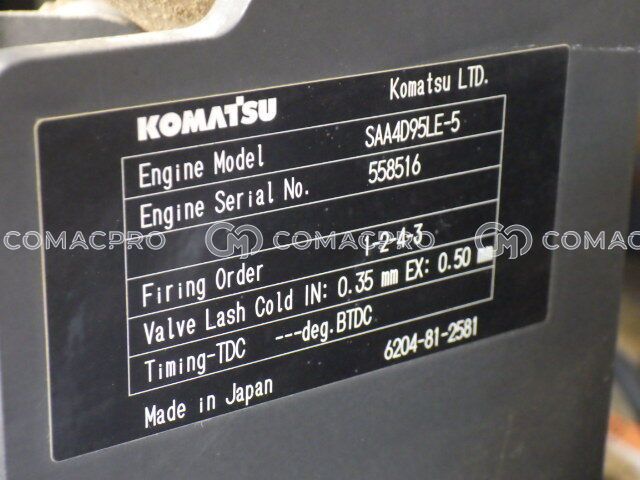 KOMATSU Komatsu LTD.
Engine Model SAA4D95LE-5
Engine Serial No. 558516
COMACPRO COMACPRO COMACPRO
Firing Order 1-2-4-3
Valve Lash Cold IN: 0.35 mm EX: 0.50 mm
Timing-TDC ---deg.BTDC
6204-81-2581
Made in Japan